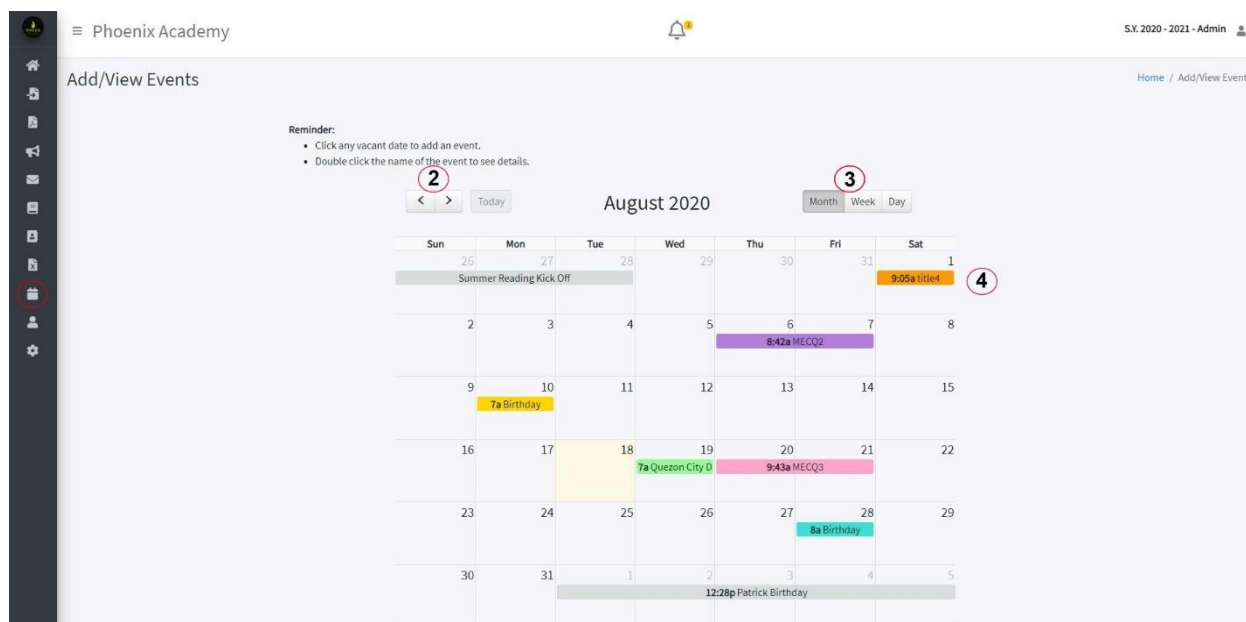 Phoenix Academy
S.Y. 2020 - 2021 - Admin
Add/View Events
Home / Add/View Event
Reminder:
Click any vacant date to add an event.
Double click the name of the event to see details.
2
3
Today
August 2020
Month Week Day
Sun Mon Tue Wed Thu Fri Sat
26 27 28 29 30 31 1
Summer Reading Kick Off 9:05a title4
4
2 3 4 5 6 7 8
8:42a MECQ2
9 10 11 12 13 14 15
7a Birthday
16 17 18 19 20 21 22
7a Quezon City D 9:43a MECQ3
23 24 25 26 27 28 29
8a Birthday
30 31 1 2 3 4 5
12:28p Patrick Birthday